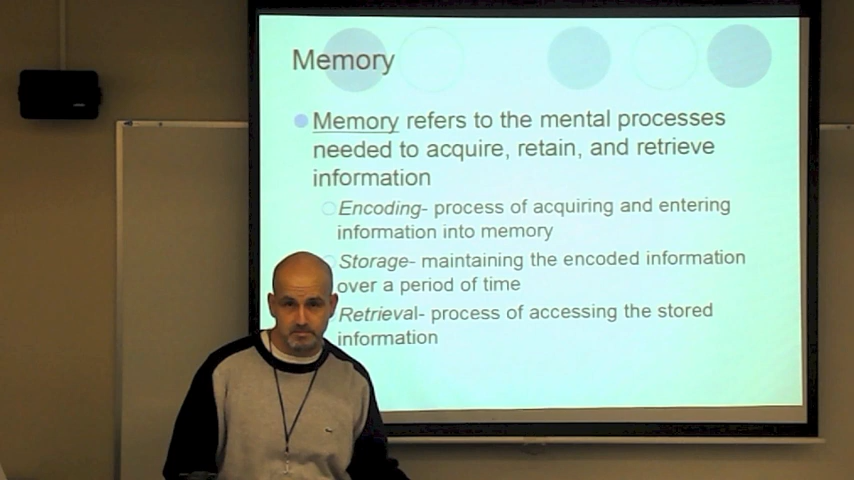 Memory
Memory refers to the mental processes
needed to acquire, retain, and retrieve
information
Encoding- process of acquiring and entering
information into memory
Storage- maintaining the encoded information
over a period of time
Retrieval- process of accessing the stored
information